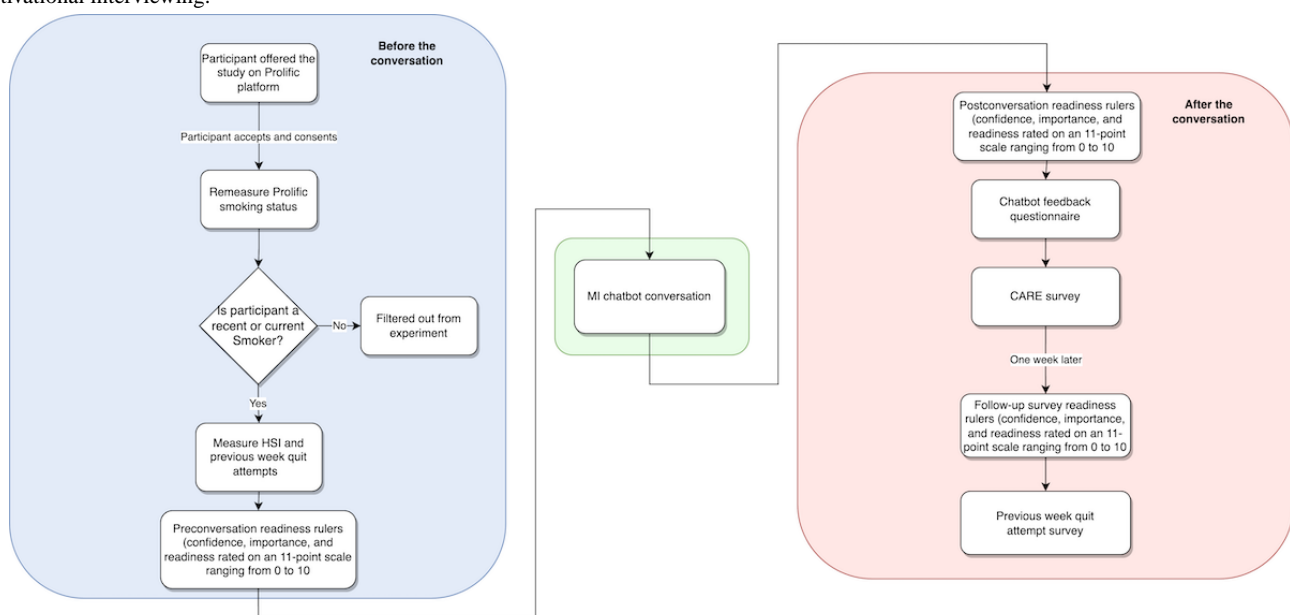 tivational interviewing.
Before the
conversation
Participant offered the
study on Prolific
platform
Participant accepts and consents
Remeasure Prolific
smoking status
Is participant a
recent or current
Smoker?
No
Filtered out from
experiment
Yes
Measure HSI and
previous week quit
attempts
Preconversation readiness rulers
(confidence, importance, and
readiness rated on an 11-point scale
ranging from 0 to 10
MI chatbot conversation
After the
conversation
Postconversation readiness rulers
(confidence, importance, and
readiness rated on an 11-point
scale ranging from 0 to 10
Chatbot feedback
questionnaire
CARE survey
One week later
Follow-up survey readiness
rulers (confidence, importance,
and readiness rated on an 11-
point scale ranging from 0 to 10
Previous week quit
attempt survey